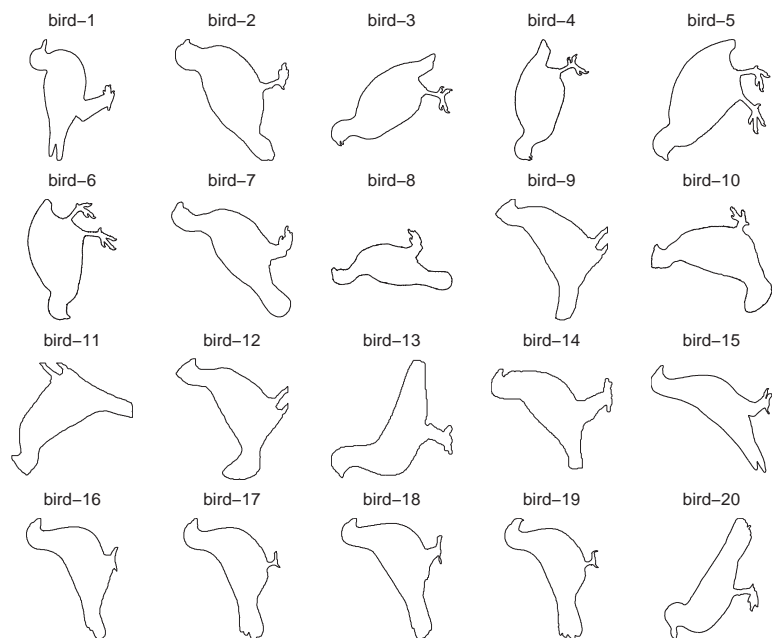 bird−1 bird−2 bird−3 bird−4 bird−5
bird−6 bird−7 bird−8 bird−9 bird−10
bird−11 bird−12 bird−13 bird−14 bird−15
bird−16 bird−17 bird−18 bird−19 bird−20